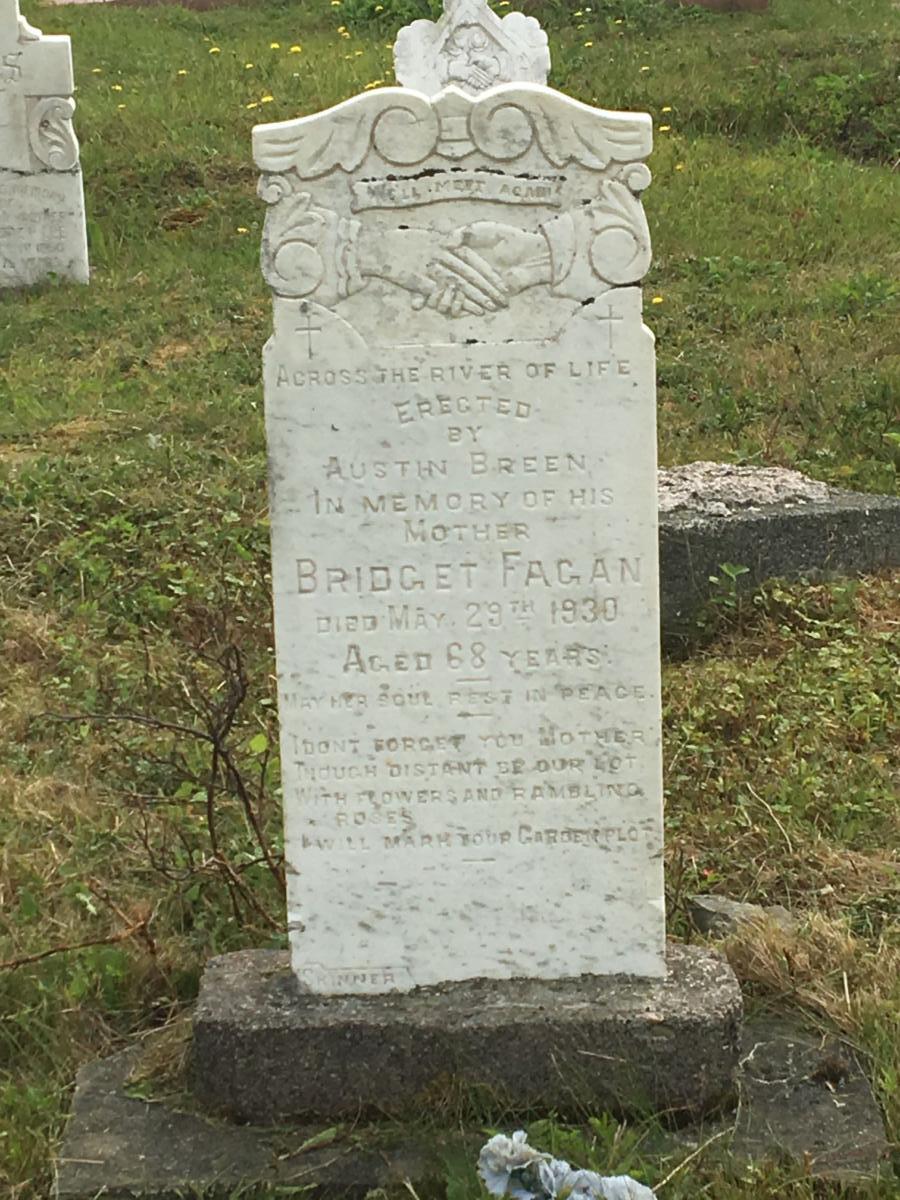 WE'LL MEET AGAIN
ACROSS THE RIVER OF LIFE
ERECTED
BY
AUSTIN BREEN
IN MEMORY OF HIS
MOTHER
BRIDGET FAGAN
DIED MAY 29TH 1930
AGED 68 YEARS.
MAY HER SOUL REST IN PEACE.
I DONT FORGET YOU MOTHER
THOUGH DISTANT BE OUR LOT
WITH FLOWERS AND RAMBLING
ROSES
I WILL MARK YOUR GARDEN PLOT
SKINNER